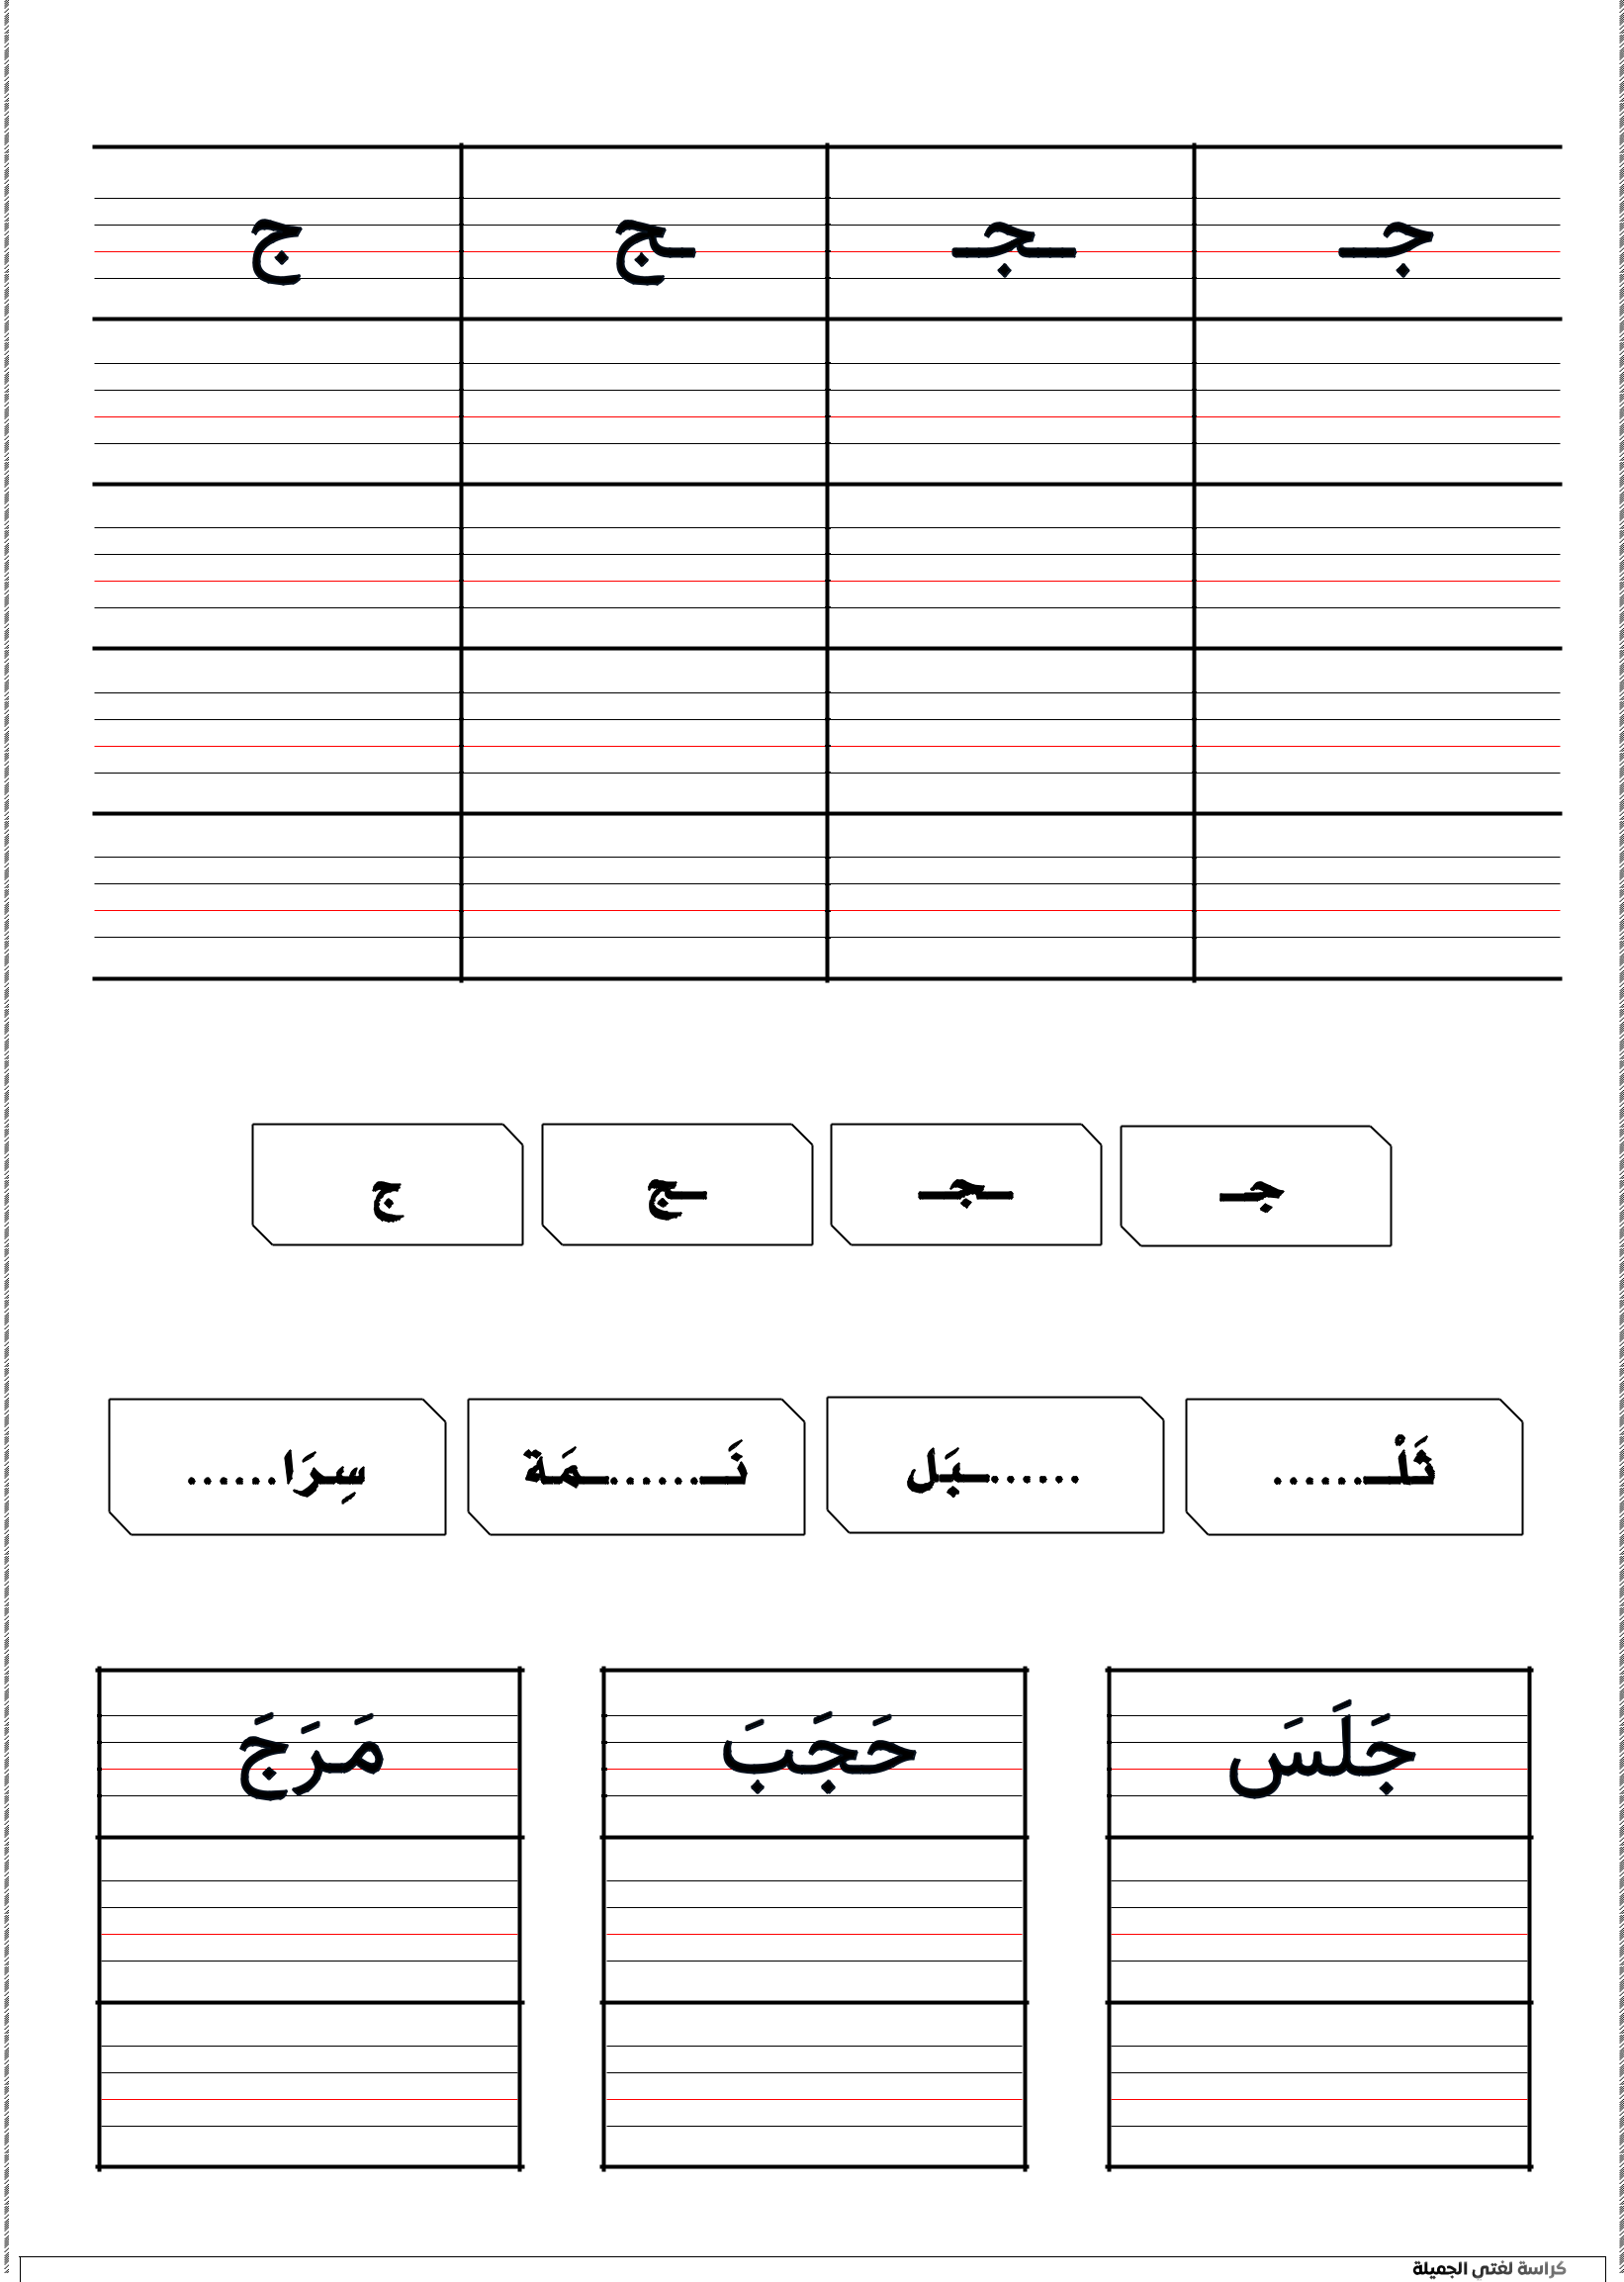 جـ ـجـ ـج ج
جـ ـجـ ـج ج
ثَلْـ...... ......ـبَل نَـ......ـمَة سِرَا......
جَلَسَ حَجَبَ مَرَجَ
كراسة لغتي الجميلة